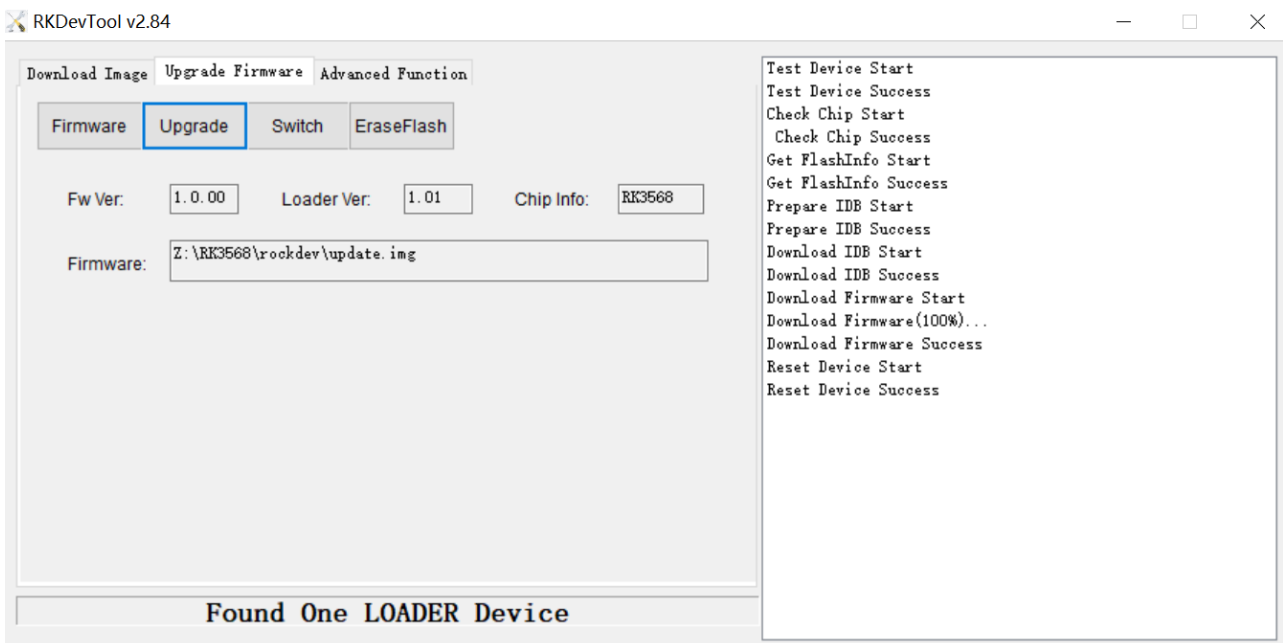 RKDevTool v2.84
Download Image Upgrade Firmware Advanced Function
Firmware Upgrade Switch EraseFlash
Fw Ver: 1.0.00 Loader Ver: 1.01 Chip Info: RK3568
Firmware: Z:\RK3568\rockdev\update.img
Found One LOADER Device
Test Device Start
Test Device Success
Check Chip Start
Check Chip Success
Get FlashInfo Start
Get FlashInfo Success
Prepare IDB Start
Prepare IDB Success
Download IDB Start
Download IDB Success
Download Firmware Start
Download Firmware(100%)...
Download Firmware Success
Reset Device Start
Reset Device Success